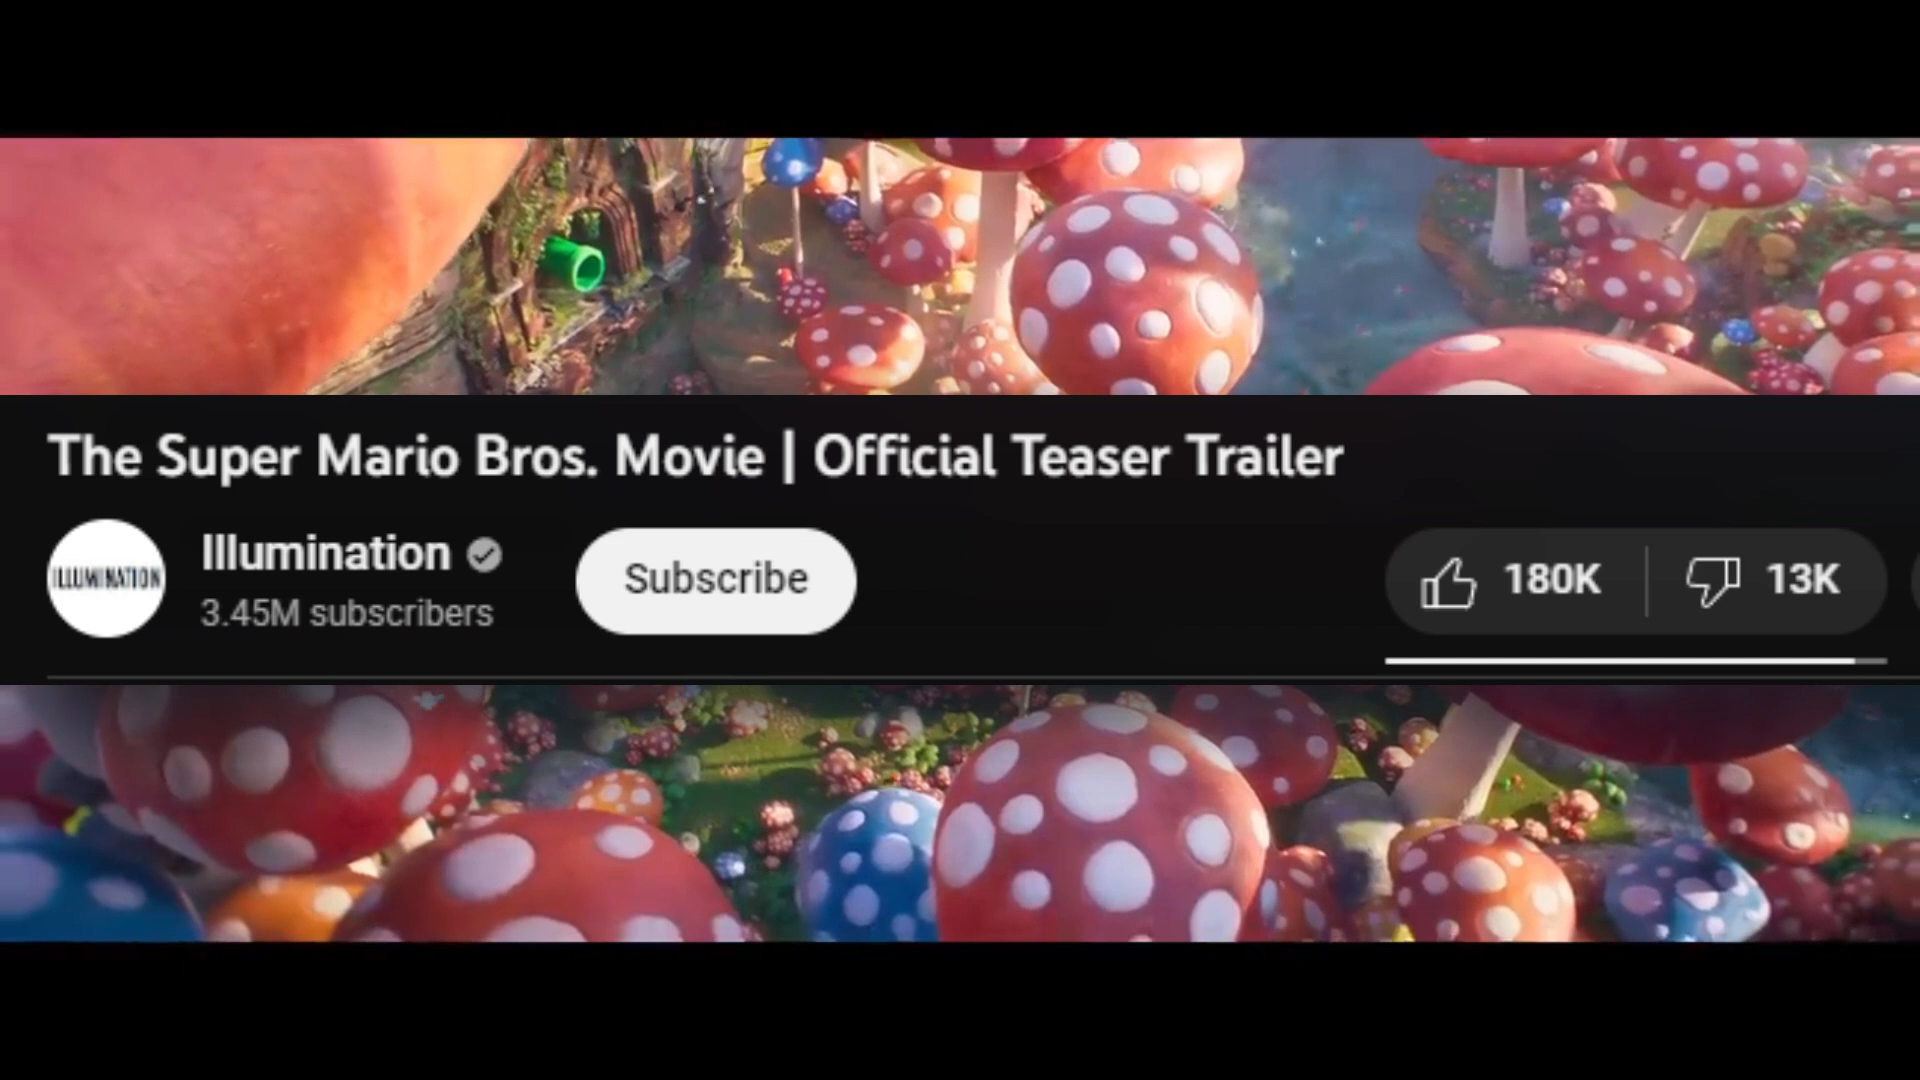 The Super Mario Bros. Movie | Official Teaser Trailer
ILLUMINATION
Illumination
3.45M subscribers
Subscribe
180K
13K